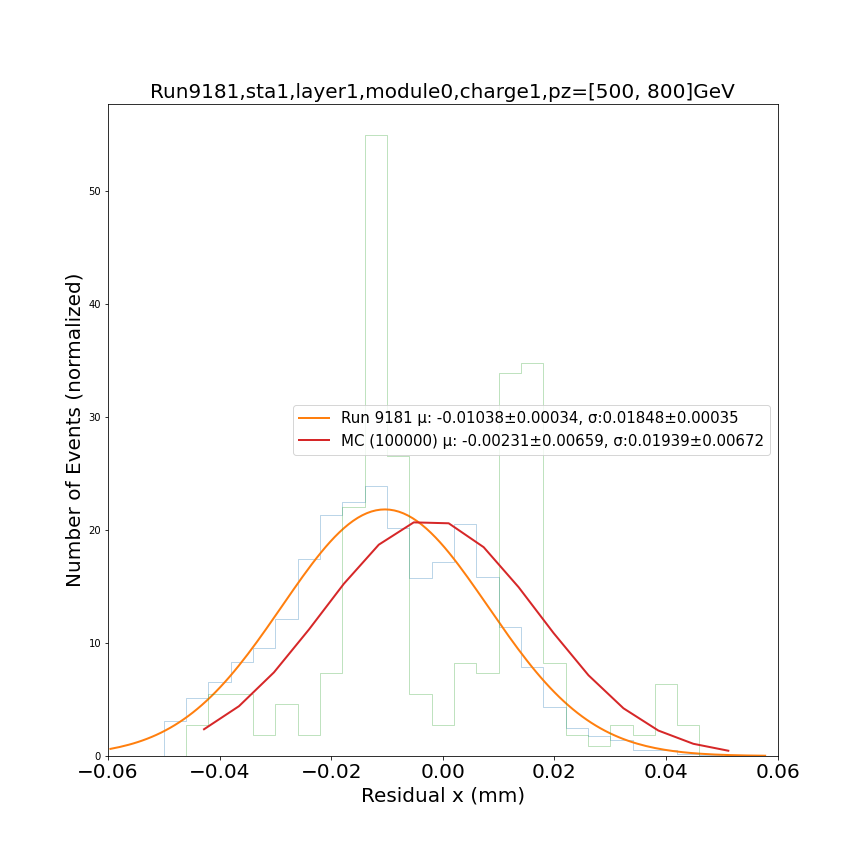 Run9181,sta1,layer1,module0,charge1,pz=[500, 800]GeV
Number of Events (normalized)
50
40
30
20
10
0
Run 9181 μ: -0.01038±0.00034, σ:0.01848±0.00035
MC (100000) μ: -0.00231±0.00659, σ:0.01939±0.00672
−0.06 −0.04 −0.02 0.00 0.02 0.04 0.06
Residual x (mm)